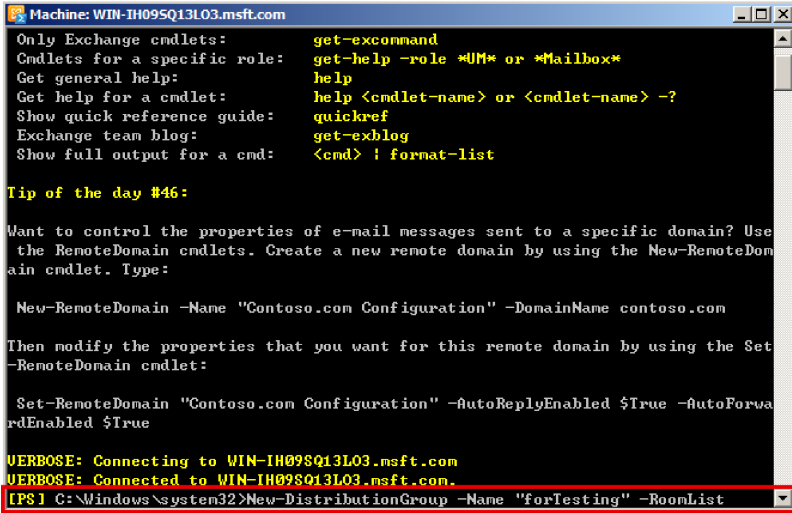 Machine: WIN-IH09SQ13LO3.msft.com
Only Exchange cmdlets: get-excommand
Cmdlets for a specific role: get-help -role *UM* or *Mailbox*
Get general help: help
Get help for a cmdlet: help <cmdlet-name> or <cmdlet-name> -?
Show quick reference guide: quickref
Exchange team blog: get-exblog
Show full output for a cmd: <cmd> | format-list
Tip of the day #46:
Want to control the properties of e-mail messages sent to a specific domain? Use
the RemoteDomain cmdlets. Create a new remote domain by using the New-RemoteDom
ain cmdlet. Type:
New-RemoteDomain -Name "Contoso.com Configuration" -DomainName contoso.com
Then modify the properties that you want for this remote domain by using the Set
-RemoteDomain cmdlet:
Set-RemoteDomain "Contoso.com Configuration" -AutoReplyEnabled $True -AutoForwa
rdEnabled $True
VERBOSE: Connecting to WIN-IH09SQ13LO3.msft.com
VERBOSE: Connected to WIN-IH09SQ13LO3.msft.com.
[PS] C:\Windows\system32>New-DistributionGroup -Name "forTesting" -RoomList